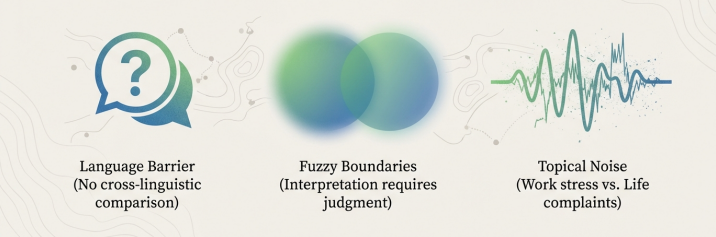 ?
Language Barrier
(No cross-linguistic
comparison)
Fuzzy Boundaries
(Interpretation requires
judgment)
Topical Noise
(Work stress vs. Life
complaints)